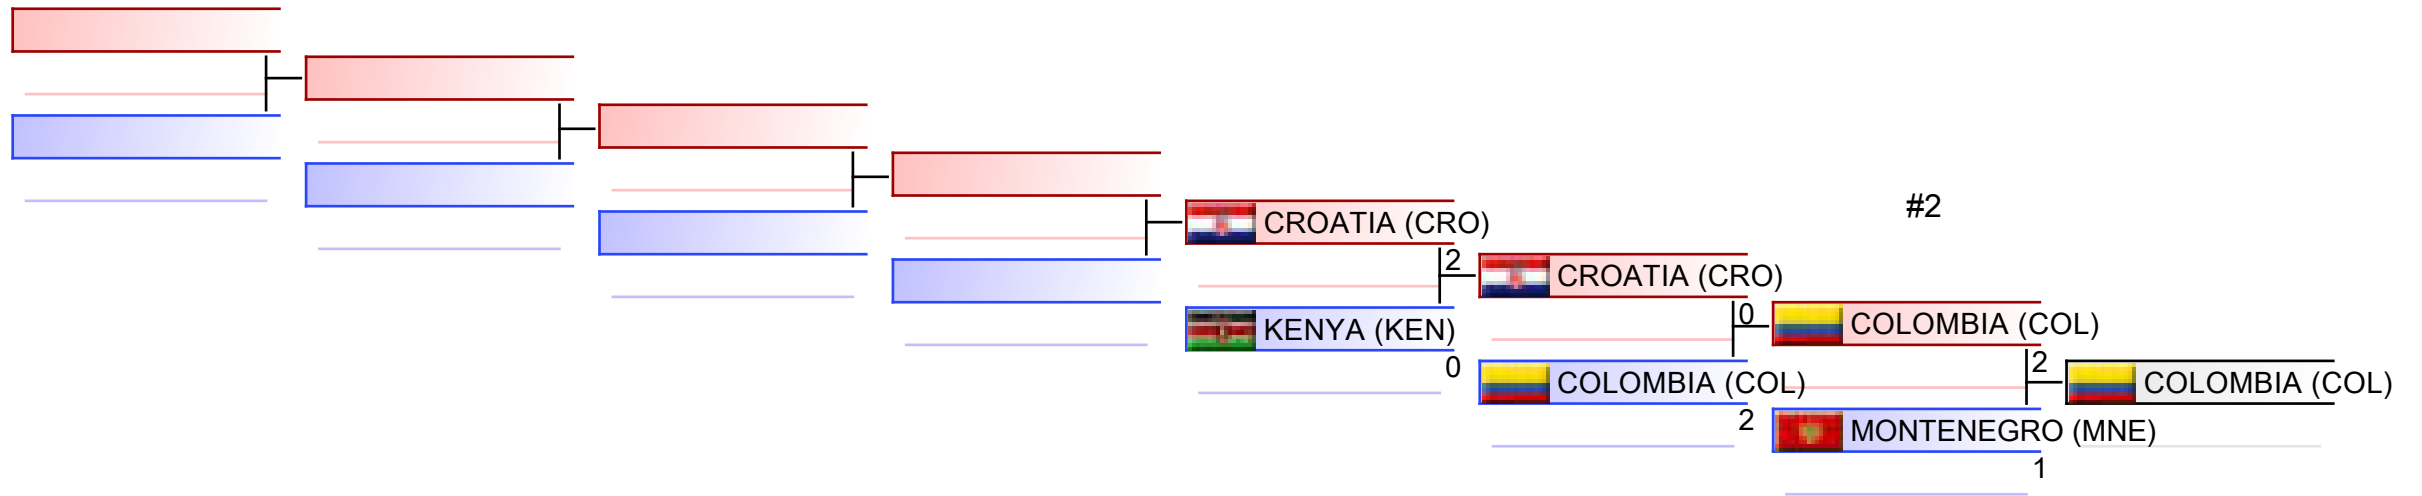 #2
CROATIA (CRO)
2
KENYA (KEN)
0
CROATIA (CRO)
0
COLOMBIA (COL)
2
COLOMBIA (COL)
2
MONTENEGRO (MNE)
1
COLOMBIA (COL)